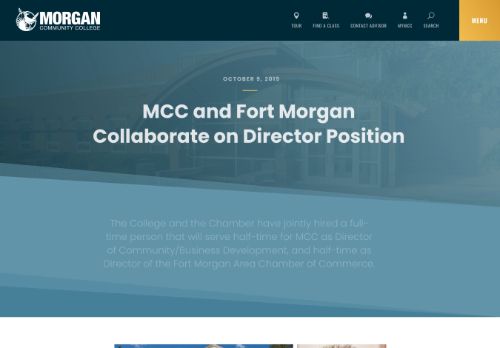 MORGAN
COMMUNITY COLLEGE
TOUR
FIND A CLASS
CONTACT ADVISOR
MYMCC
SEARCH
MENU
OCTOBER 9, 2015
MCC and Fort Morgan
Collaborate on Director Position
The College and the Chamber have jointly hired a full-
time person that will serve half-time for MCC as Director
of Community/Business Development, and half-time as
Director of the Fort Morgan Area Chamber of Commerce.